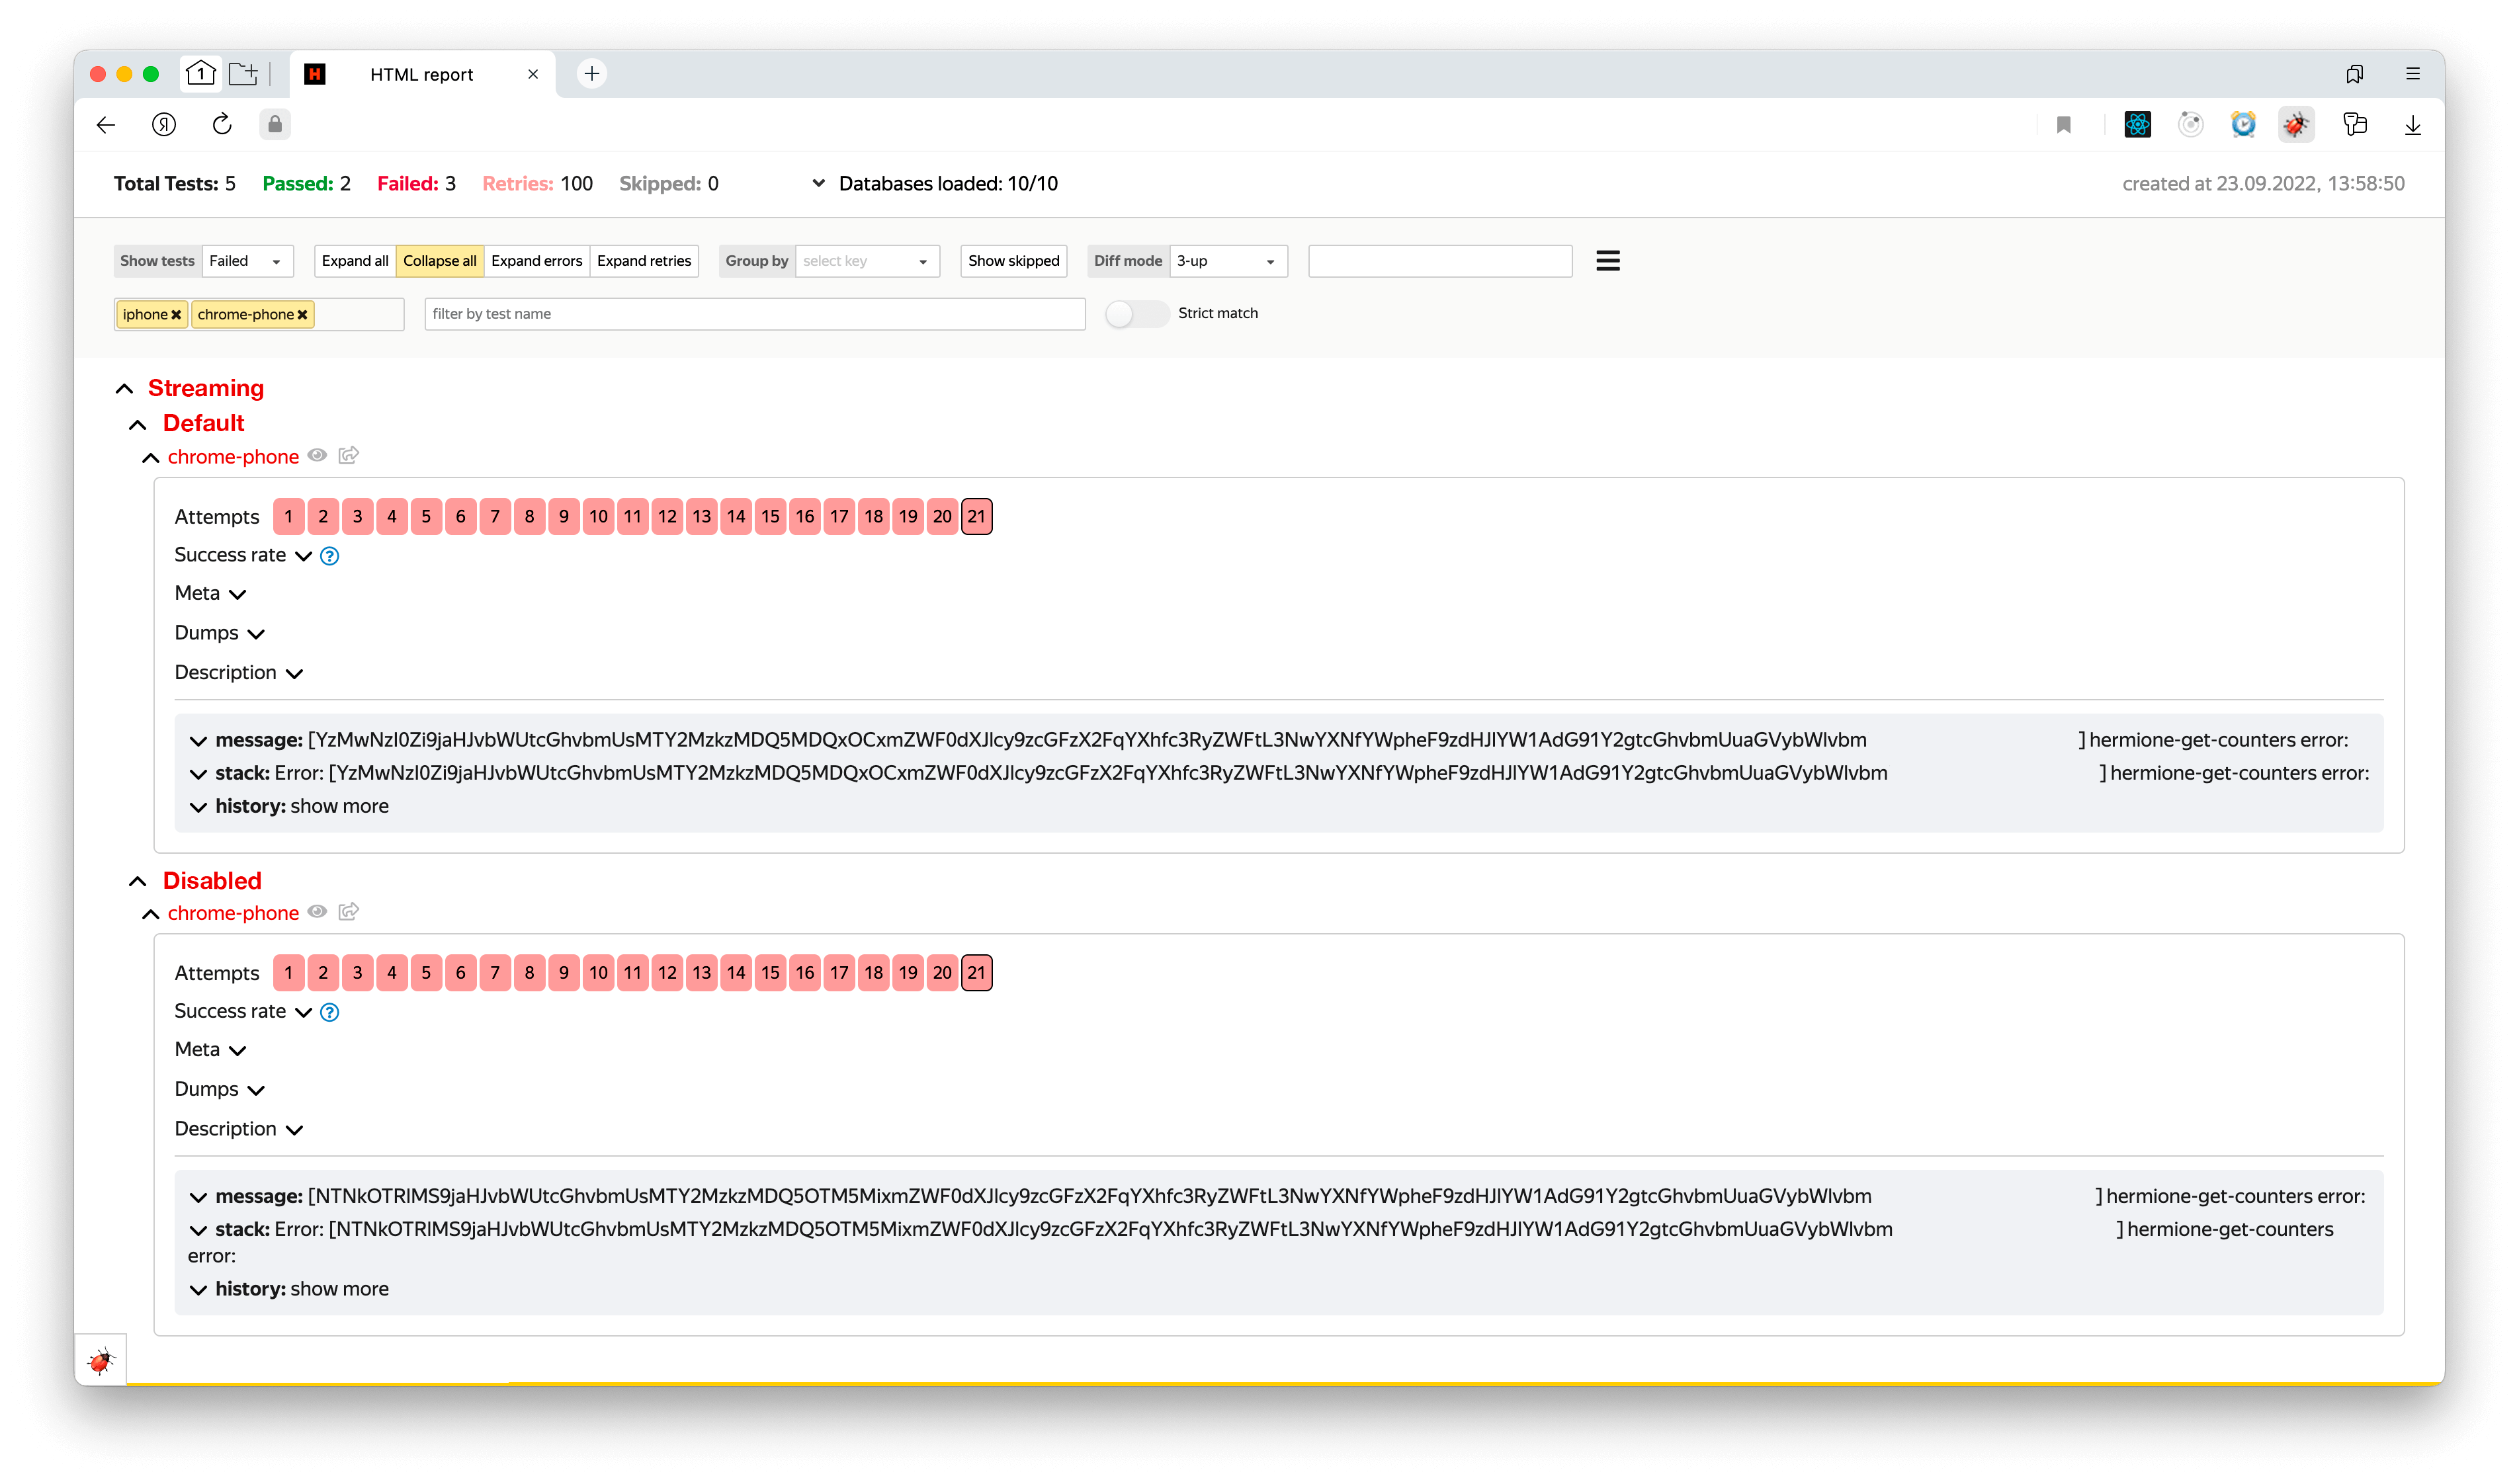 1
HTML report
Total Tests: 5 Passed: 2 Failed: 3 Retries: 100 Skipped: 0 Databases loaded: 10/10 created at 23.09.2022, 13:58:50
Show tests Failed Expand all Collapse all Expand errors Expand retries Group by select key Show skipped Diff mode 3-up
iphone chrome-phone filter by test name Strict match
Streaming
Default
chrome-phone
Attempts 1 2 3 4 5 6 7 8 9 10 11 12 13 14 15 16 17 18 19 20 21
Success rate ?
Meta
Dumps
Description
message: [YzMwNzI0Zi9jaHJvbWUtcGhvbmUsMTY2MzkzMDQ5MDQxOCxmZWF0dXJlcy9zcGFzX2FqYXhfc3RyZWFtL3NwYXNfYWpheF9zdHJlYW1AdG91Y2gtcGhvbmUuaGVybWlvbm ] hermione-get-counters error:
stack: Error: [YzMwNzI0Zi9jaHJvbWUtcGhvbmUsMTY2MzkzMDQ5MDQxOCxmZWF0dXJlcy9zcGFzX2FqYXhfc3RyZWFtL3NwYXNfYWpheF9zdHJlYW1AdG91Y2gtcGhvbmUuaGVybWlvbm ] hermione-get-counters error:
history: show more
Disabled
chrome-phone
Attempts 1 2 3 4 5 6 7 8 9 10 11 12 13 14 15 16 17 18 19 20 21
Success rate ?
Meta
Dumps
Description
message: [NTNkOTRlMS9jaHJvbWUtcGhvbmUsMTY2MzkzMDQ5OTM5MixmZWF0dXJlcy9zcGFzX2FqYXhfc3RyZWFtL3NwYXNfYWpheF9zdHJlYW1AdG91Y2gtcGhvbmUuaGVybWlvbm ] hermione-get-counters error:
stack: Error: [NTNkOTRlMS9jaHJvbWUtcGhvbmUsMTY2MzkzMDQ5OTM5MixmZWF0dXJlcy9zcGFzX2FqYXhfc3RyZWFtL3NwYXNfYWpheF9zdHJlYW1AdG91Y2gtcGhvbmUuaGVybWlvbm ] hermione-get-counters
error:
history: show more